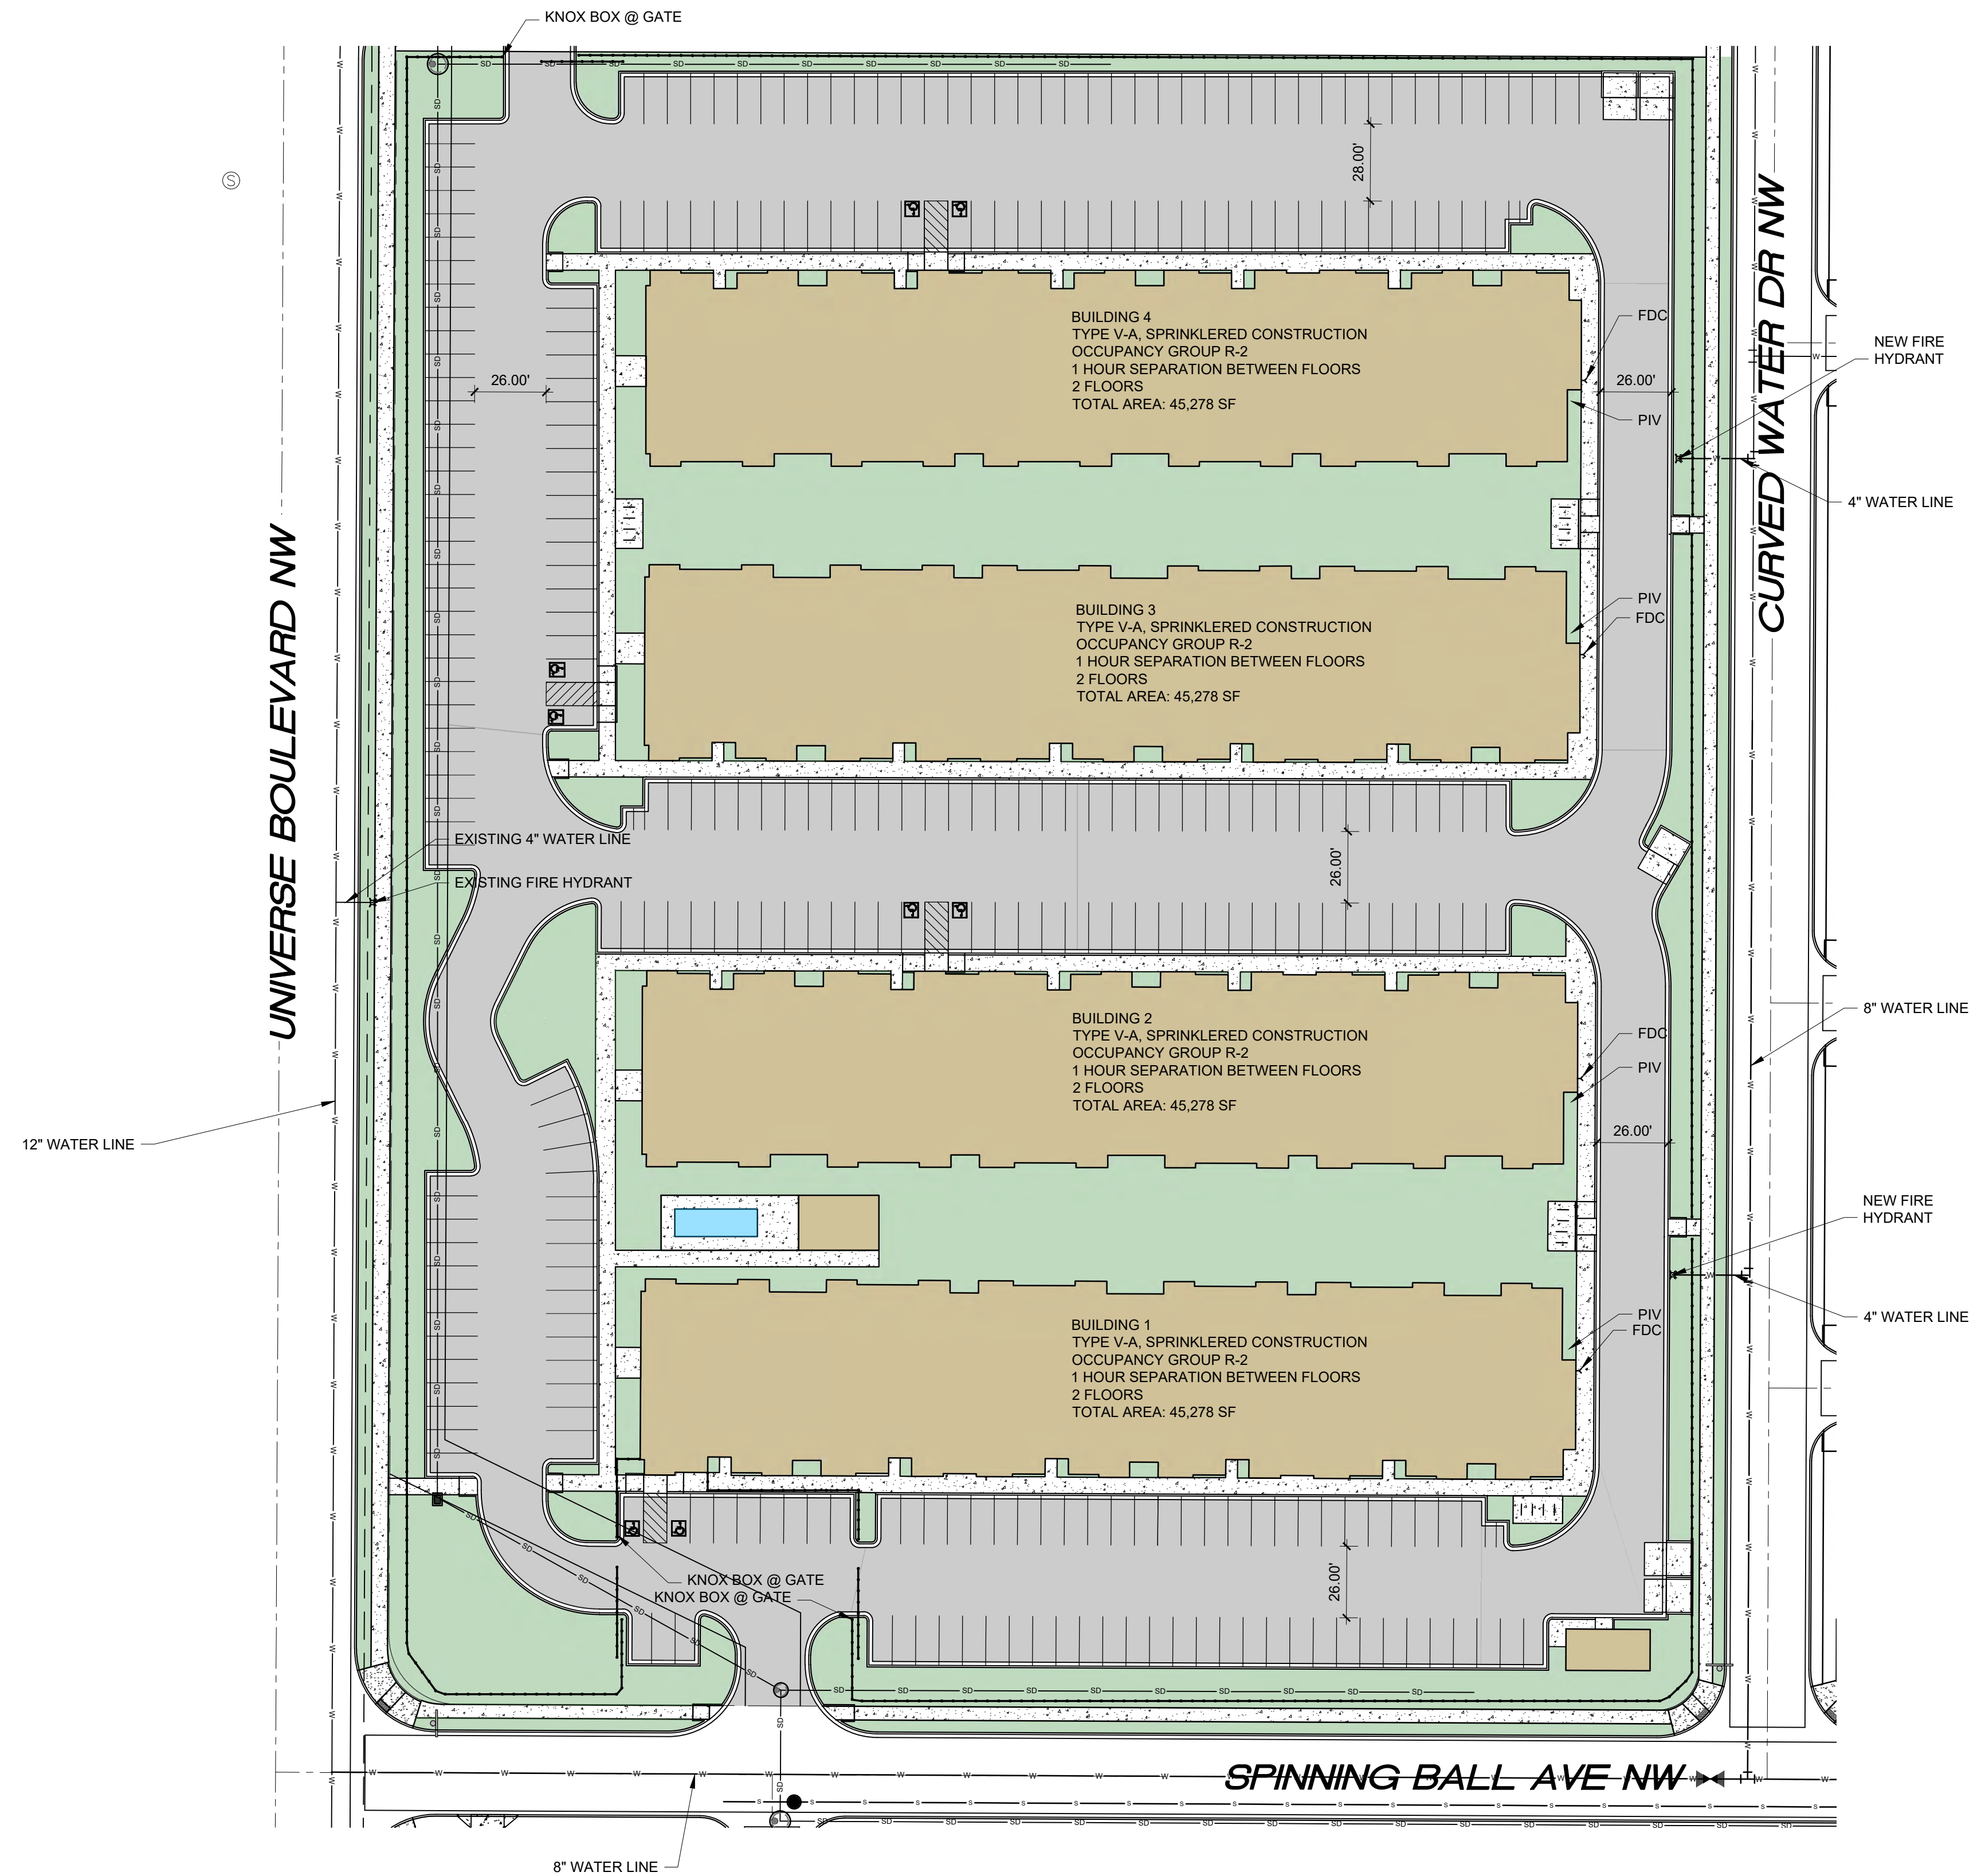 KNOX BOX @ GATE
28.00'
BUILDING 4
TYPE V-A, SPRINKLERED CONSTRUCTION
OCCUPANCY GROUP R-2
1 HOUR SEPARATION BETWEEN FLOORS
2 FLOORS
TOTAL AREA: 45,278 SF
FDC
NEW FIRE
HYDRANT
26.00'
26.00'
PIV
4" WATER LINE
CURVED WATER DR NW
UNIVERSE BOULEVARD NW
BUILDING 3
TYPE V-A, SPRINKLERED CONSTRUCTION
OCCUPANCY GROUP R-2
1 HOUR SEPARATION BETWEEN FLOORS
2 FLOORS
TOTAL AREA: 45,278 SF
PIV
FDC
EXISTING 4" WATER LINE
EXISTING FIRE HYDRANT
26.00'
BUILDING 2
TYPE V-A, SPRINKLERED CONSTRUCTION
OCCUPANCY GROUP R-2
1 HOUR SEPARATION BETWEEN FLOORS
2 FLOORS
TOTAL AREA: 45,278 SF
8" WATER LINE
FDC
PIV
26.00'
12" WATER LINE
NEW FIRE
HYDRANT
4" WATER LINE
BUILDING 1
TYPE V-A, SPRINKLERED CONSTRUCTION
OCCUPANCY GROUP R-2
1 HOUR SEPARATION BETWEEN FLOORS
2 FLOORS
TOTAL AREA: 45,278 SF
PIV
FDC
KNOX BOX @ GATE
KNOX BOX @ GATE
26.00'
SPINNING BALL AVE NW
8" WATER LINE